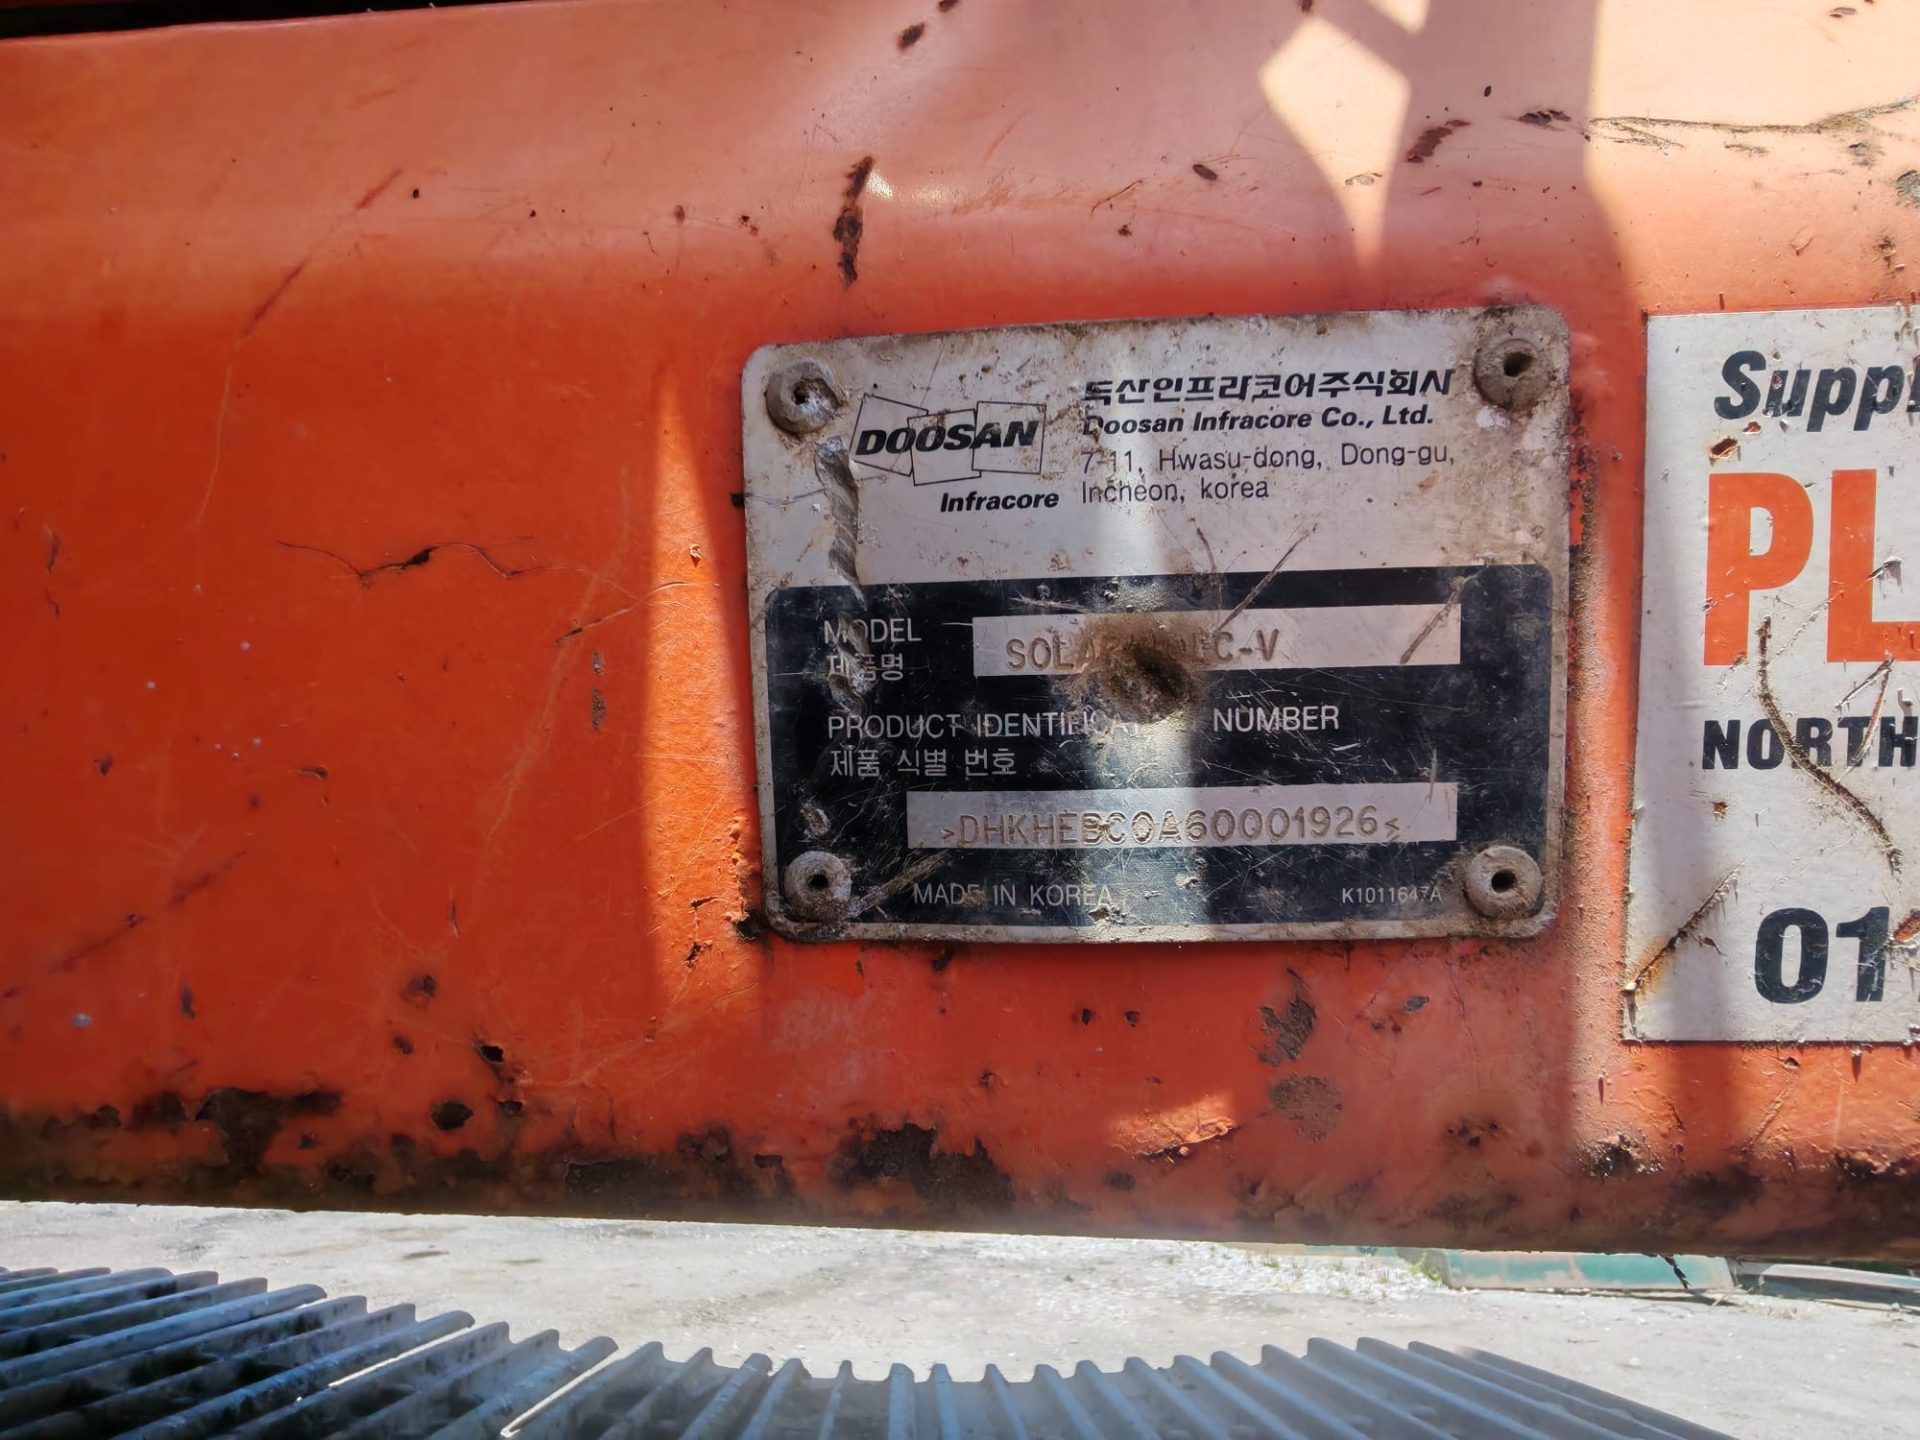 두산인프라코어주식회사
DOOSAN
Doosan Infracore Co., Ltd.
Infracore
7-11, Hwasu-dong, Dong-gu,
Incheon, korea
MODEL
제품명
PRODUCT NUMBER
제품 식별 번호
>DHKHEBC0A60001926<
MADE IN KOREA
K1011647A
PL
NORTH